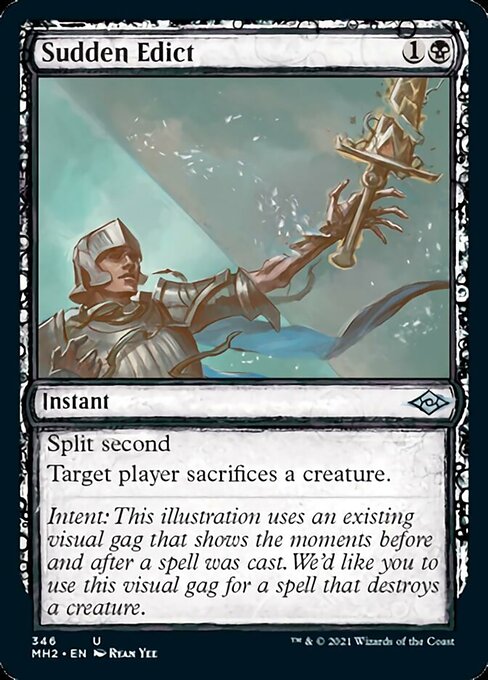 Sudden Edict 1
Instant
Split second
Target player sacrifices a creature.
Intent: This illustration uses an existing
visual gag that shows the moments before
and after a spell was cast. We'd like you to
use this visual gag for a spell that destroys
a creature.
346 U
MH2 • EN Ryan Yee
™ & © 2021 Wizards of the Coast